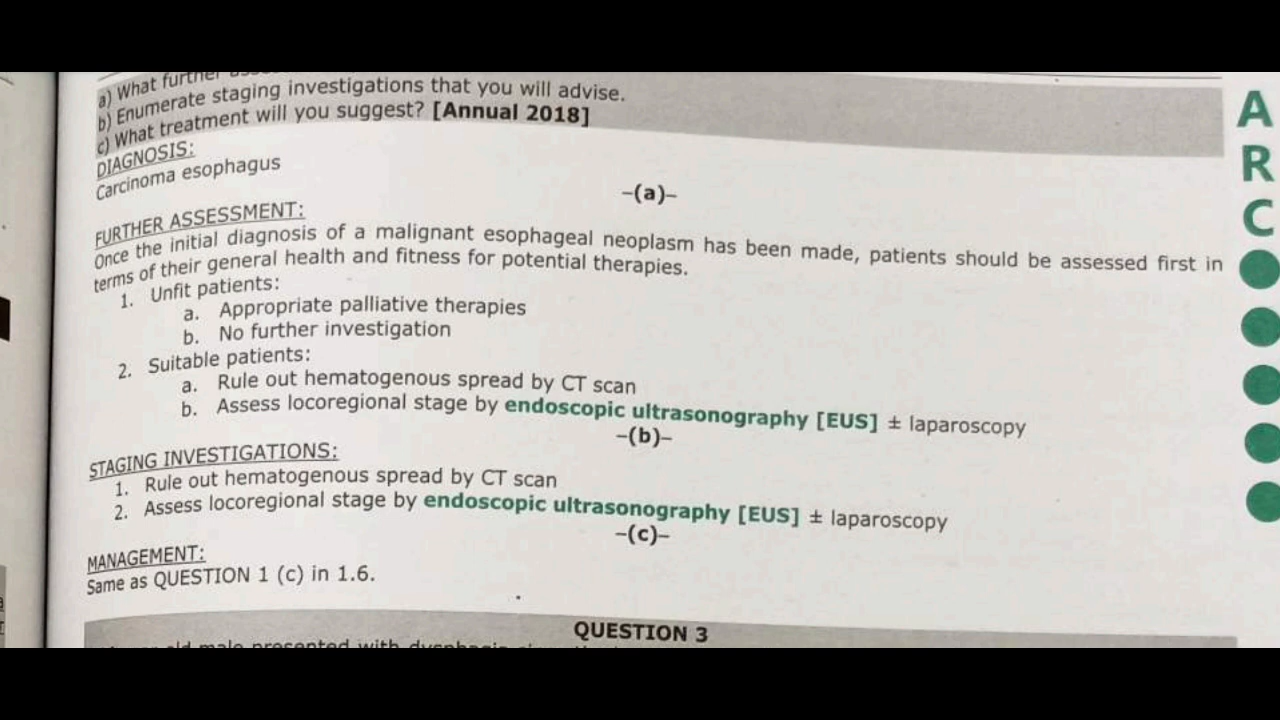 a) What further
b) Enumerate staging investigations that you will advise.
c) What treatment will you suggest? [Annual 2018]
DIAGNOSIS:
Carcinoma esophagus
–(a)–
FURTHER ASSESSMENT:
Once the initial diagnosis of a malignant esophageal neoplasm has been made, patients should be assessed first in
terms of their general health and fitness for potential therapies.
1. Unfit patients:
a. Appropriate palliative therapies
b. No further investigation
2. Suitable patients:
a. Rule out hematogenous spread by CT scan
b. Assess locoregional stage by endoscopic ultrasonography [EUS] ± laparoscopy
–(b)–
STAGING INVESTIGATIONS:
1. Rule out hematogenous spread by CT scan
2. Assess locoregional stage by endoscopic ultrasonography [EUS] ± laparoscopy
–(c)–
MANAGEMENT:
Same as QUESTION 1 (c) in 1.6.
QUESTION 3
old male presented with dysphagia
A
R
C